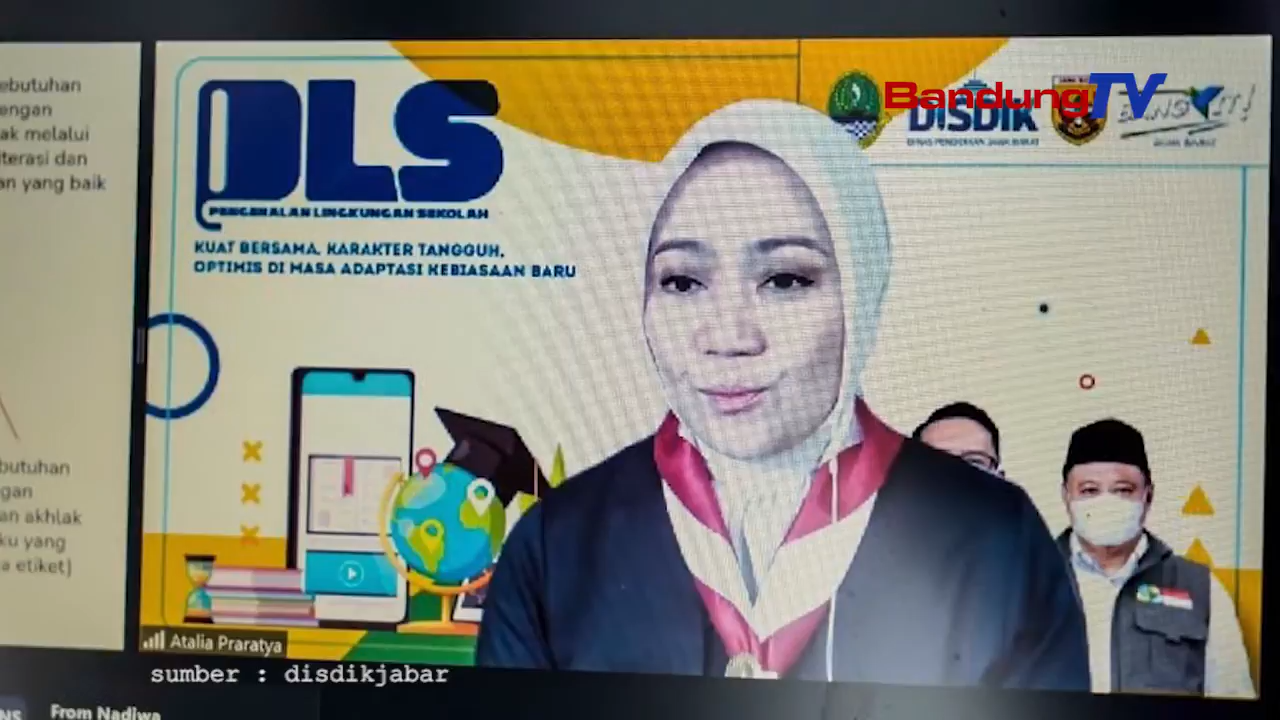 BandungTV
ebutuhan
engan
ak melalui
iterasi dan
an yang baik
butuhan
gan
an akhlak
ku yang
a etiket)
PLS
PENGENALAN LINGKUNGAN SEKOLAH
KUAT BERSAMA, KARAKTER TANGGUH,
OPTIMIS DI MASA ADAPTASI KEBIASAAN BARU
DISDIK
DINAS PENDIDIKAN JAWA BARAT
Atalia Praratya
sumber : disdikjabar
NS
From Nadiwa